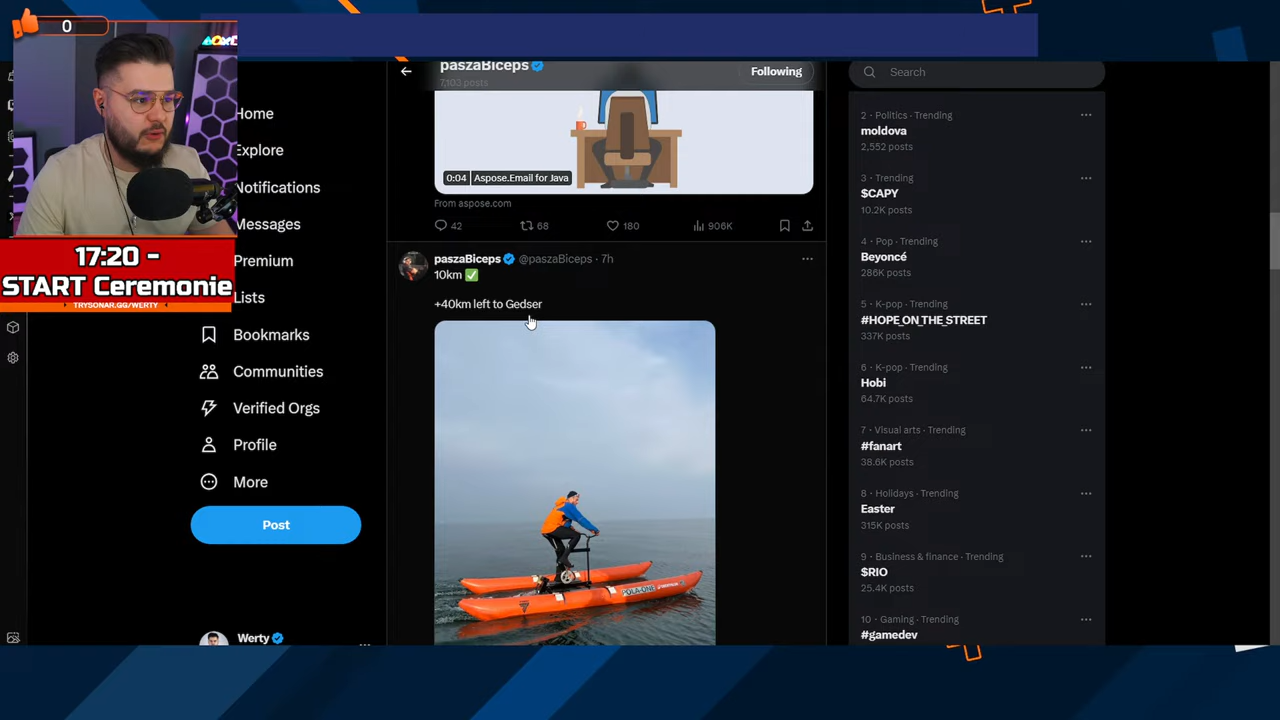 0
17:20 -
START Ceremonie
TRYSONAR.GG/WERTY
Home
Explore
Notifications
Messages
Premium
Lists
Bookmarks
Communities
Verified Orgs
Profile
More
Post
Werty
paszaBiceps
7,103 posts
Following
0:04 Aspose.Email for Java
From aspose.com
42
68
180
906K
paszaBiceps @paszaBiceps · 7h
10km ✅
+40km left to Gedser
Search
2 · Politics · Trending
moldova
2,552 posts
3 · Trending
$CAPY
10.2K posts
4 · Pop · Trending
Beyoncé
286K posts
5 · K-pop · Trending
#HOPE_ON_THE_STREET
337K posts
6 · K-pop · Trending
Hobi
64.7K posts
7 · Visual arts · Trending
#fanart
38.6K posts
8 · Holidays · Trending
Easter
315K posts
9 · Business & finance · Trending
$RIO
25.4K posts
10 · Gaming · Trending
#gamedev